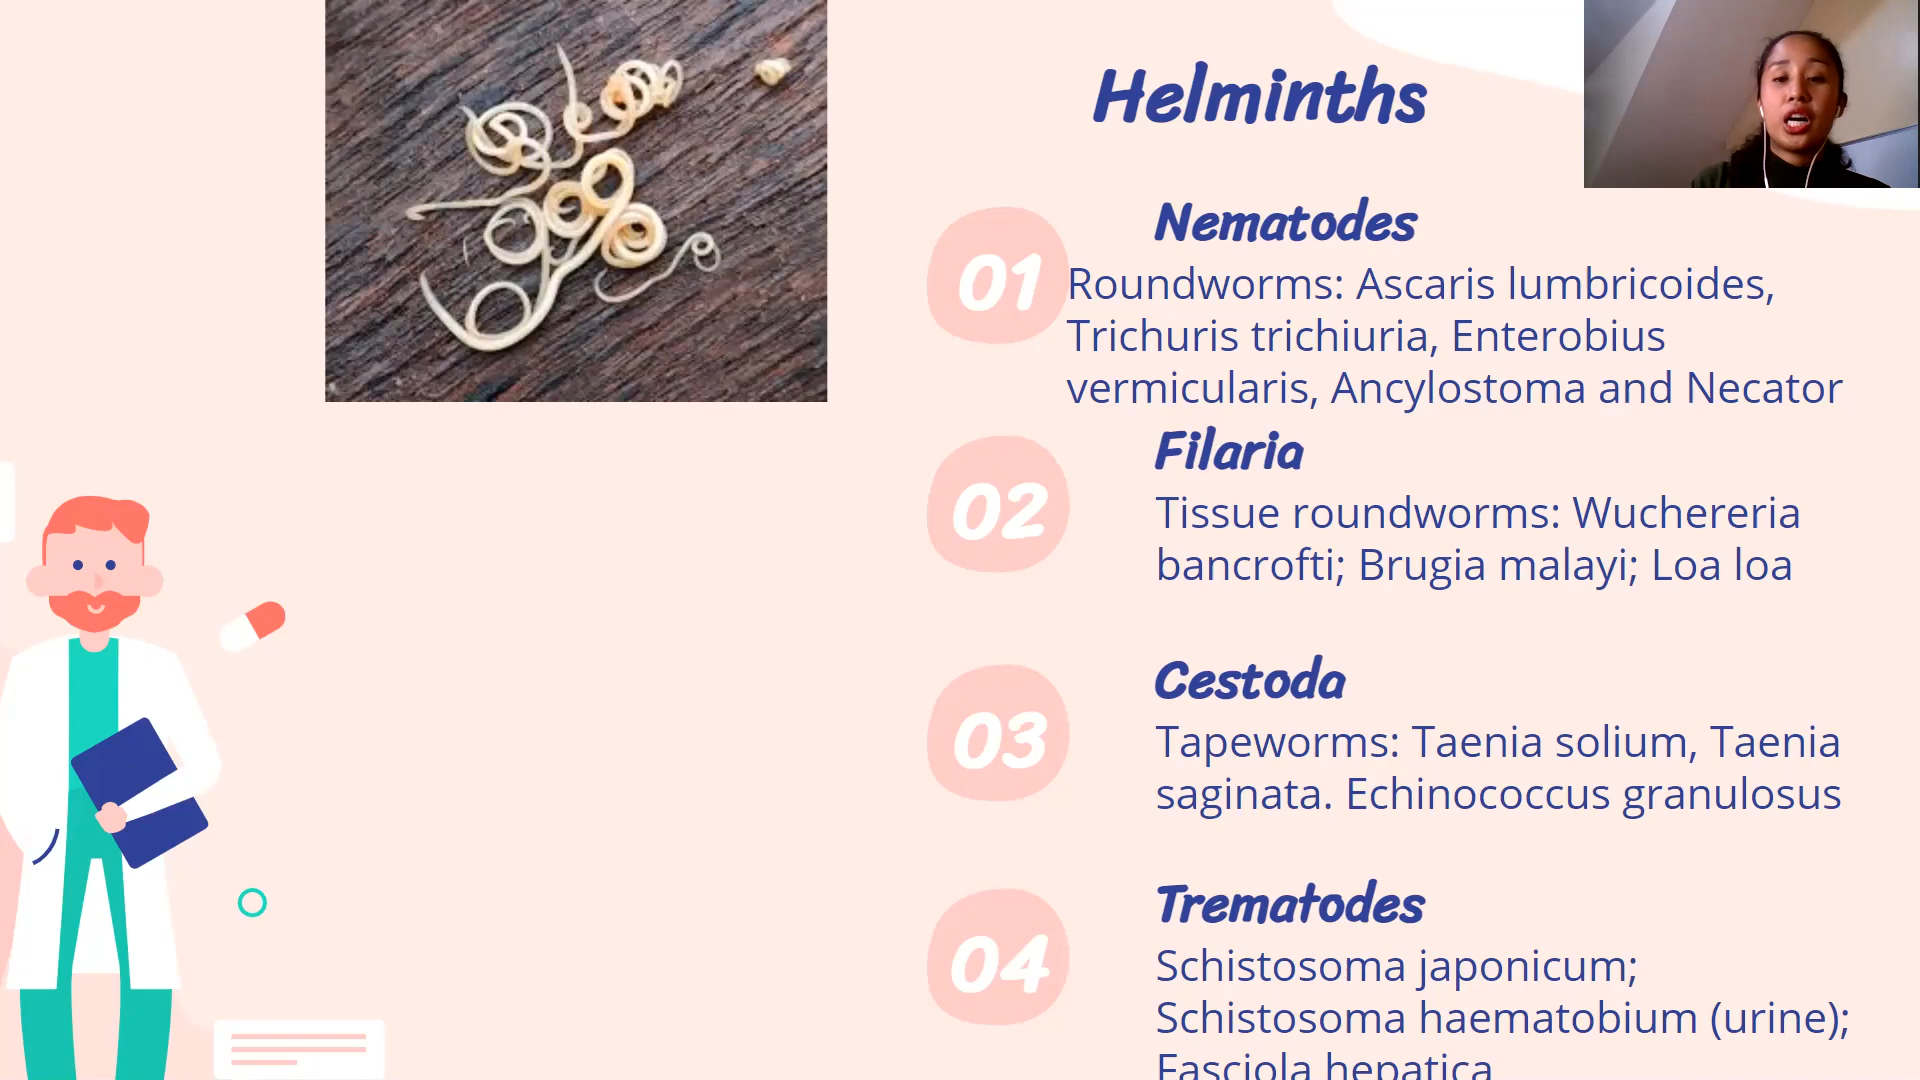 Helminths
01
Nematodes
Roundworms: Ascaris lumbricoides,
Trichuris trichiuria, Enterobius
vermicularis, Ancylostoma and Necator
02
Filaria
Tissue roundworms: Wuchereria
bancrofti; Brugia malayi; Loa loa
03
Cestoda
Tapeworms: Taenia solium, Taenia
saginata. Echinococcus granulosus
04
Trematodes
Schistosoma japonicum;
Schistosoma haematobium (urine);
Fasciola hepatica